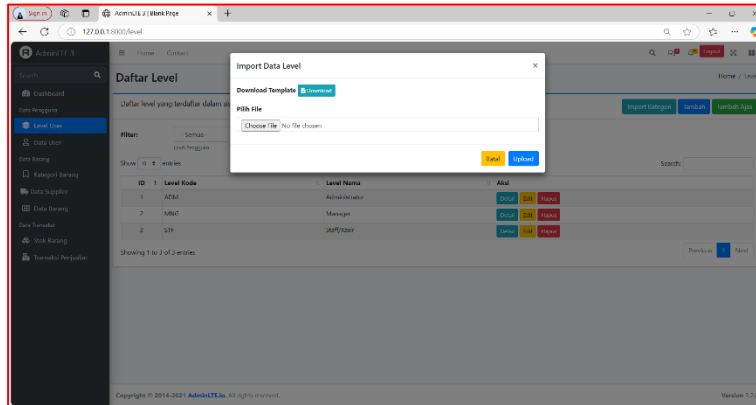 Sign in
AdminLTE 3 | Blank Page
127.0.0.1:8000/level
AdminLTE 3
Home Contact
Logout
Search
Import Data Level
Daftar Level
Home / Level
Download Template Download
Dashboard
Daftar level yang terdaftar dalam
Import Kategori Tambah Tambah Ajax
Data Pengguna
Pilih File
Level User
Choose File No file chosen
Data User
Filter: Semua
Level Pengguna
Data Barang
Batal Upload
Kategori Barang
Show entries
Search:
Data Supplier
ID Level Kode Level Nama Aksi
Data Barang
1 ADM Administrator Detail Edit Hapus
2 MNG Manager Detail Edit Hapus
Data Transaksi
STF Staff/Kasir Detail Edit Hapus
Stok Barang
Showing 1 to 3 of 3 entries
Previous Next
Transaksi Penjualan
Copyright © 2014-2021 AdminLTE.io. All rights reserved.
Version